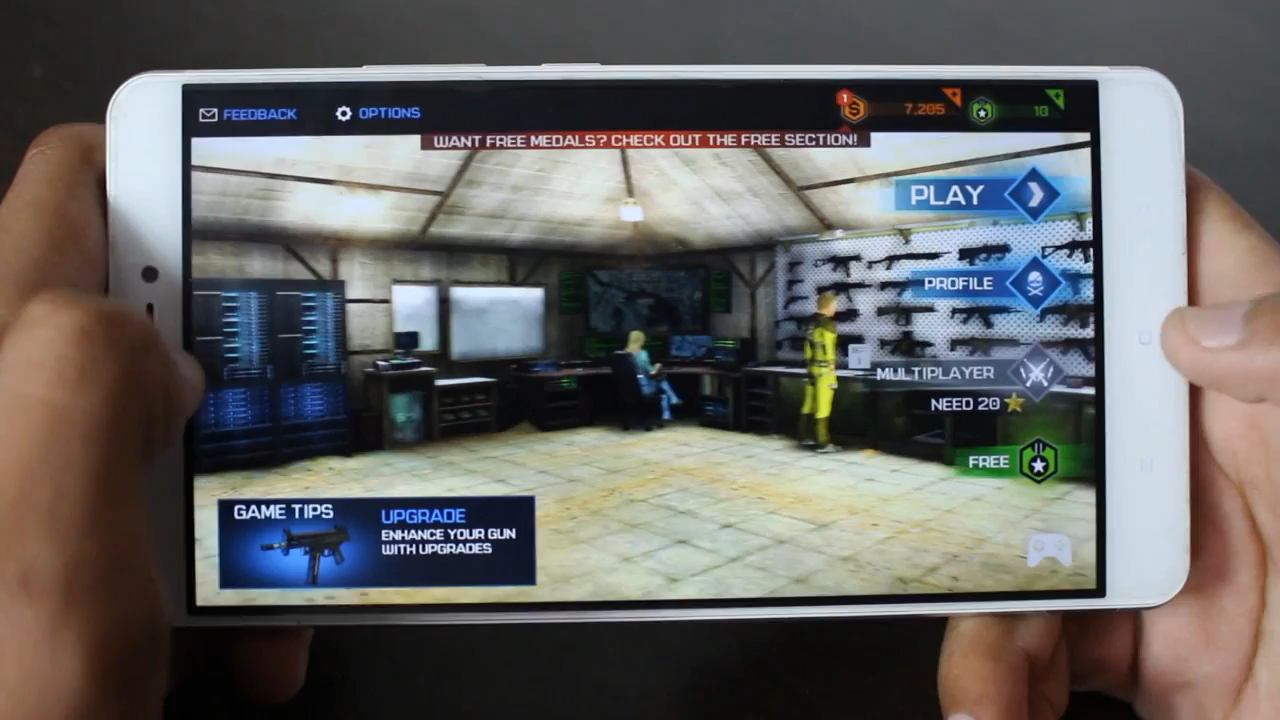 FEEDBACK
OPTIONS
1
7,205
10
WANT FREE MEDALS? CHECK OUT THE FREE SECTION!
PLAY
PROFILE
MULTIPLAYER
NEED 20
FREE
GAME TIPS
UPGRADE
ENHANCE YOUR GUN
WITH UPGRADES